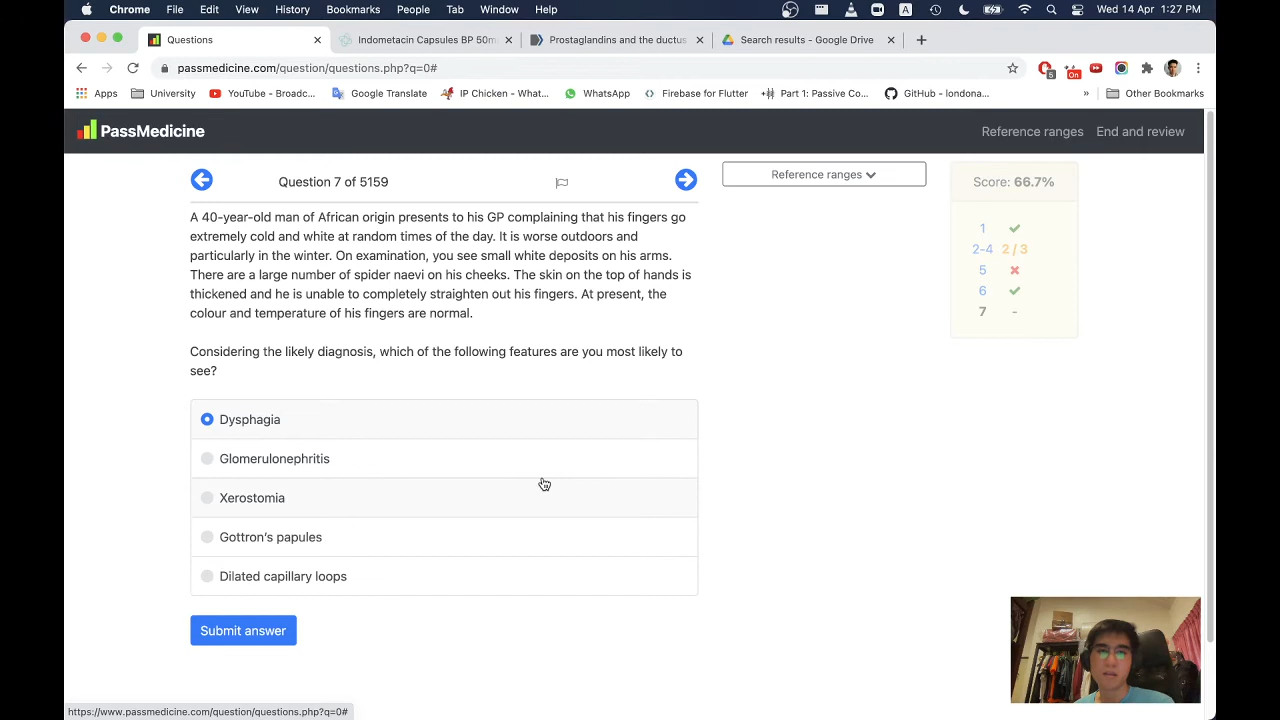 Chrome File Edit View History Bookmarks People Tab Window Help A Wed 14 Apr 1:27 PM
Questions Indometacin Capsules BP 50m Prostaglandins and the ductus Search results - Google Drive
passmedicine.com/question/questions.php?q=0# 5 On
Apps University YouTube - Broadc... Google Translate IP Chicken - What... WhatsApp Firebase for Flutter Part 1: Passive Co... GitHub - londona... » Other Bookmarks
PassMedicine Reference ranges End and review
Question 7 of 5159
Reference ranges
Score: 66.7%
A 40-year-old man of African origin presents to his GP complaining that his fingers go
extremely cold and white at random times of the day. It is worse outdoors and
particularly in the winter. On examination, you see small white deposits on his arms.
There are a large number of spider naevi on his cheeks. The skin on the top of hands is
thickened and he is unable to completely straighten out his fingers. At present, the
colour and temperature of his fingers are normal.
1
2-4 2 / 3
5
6
7 -
Considering the likely diagnosis, which of the following features are you most likely to
see?
Dysphagia
Glomerulonephritis
Xerostomia
Gottron's papules
Dilated capillary loops
Submit answer
https://www.passmedicine.com/question/questions.php?q=0#